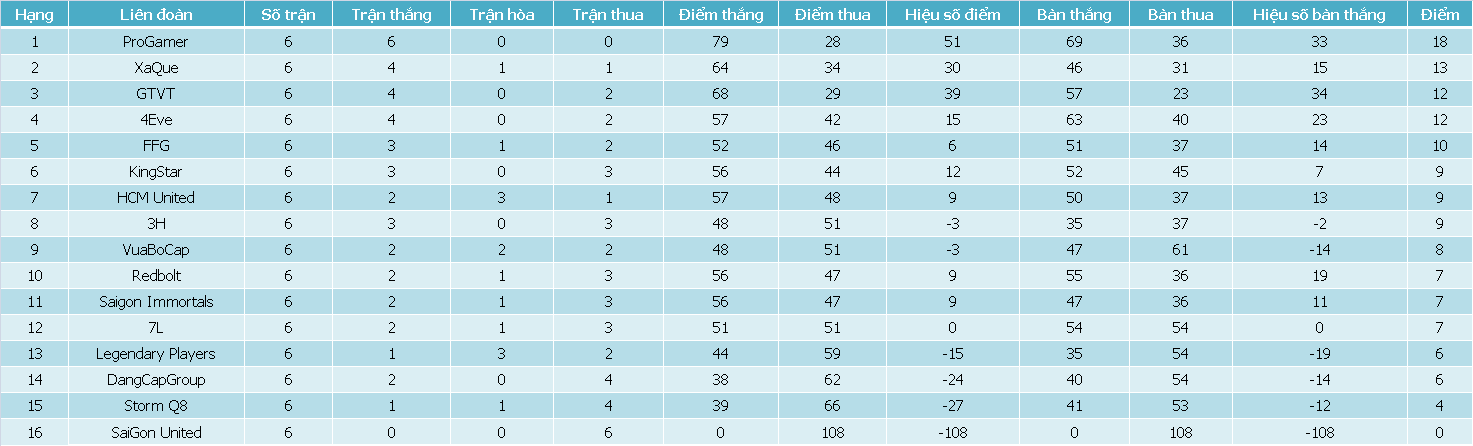 Hạng Liên đoàn Số trận Trận thắng Trận hòa Trận thua Điểm thắng Điểm thua Hiệu số điểm Bàn thắng Bàn thua Hiệu số bàn thắng Điểm
1 ProGamer 6 6 0 0 79 28 51 69 36 33 18
2 XaQue 6 4 1 1 64 34 30 46 31 15 13
3 GTVT 6 4 0 2 68 29 39 57 23 34 12
4 4Eve 6 4 0 2 57 42 15 63 40 23 12
5 FFG 6 3 1 2 52 46 6 51 37 14 10
6 KingStar 6 3 0 3 56 44 12 52 45 7 9
7 HCM United 6 2 3 1 57 48 9 50 37 13 9
8 3H 6 3 0 3 48 51 -3 35 37 -2 9
9 VuaBoCap 6 2 2 2 48 51 -3 47 61 -14 8
10 Redbolt 6 2 1 3 56 47 9 55 36 19 7
11 Saigon Immortals 6 2 1 3 56 47 9 47 36 11 7
12 7L 6 2 1 3 51 51 0 54 54 0 7
13 Legendary Players 6 1 3 2 44 59 -15 35 54 -19 6
14 DangCapGroup 6 2 0 4 38 62 -24 40 54 -14 6
15 Storm Q8 6 1 1 4 39 66 -27 41 53 -12 4
16 SaiGon United 6 0 0 6 0 108 -108 0 108 -108 0